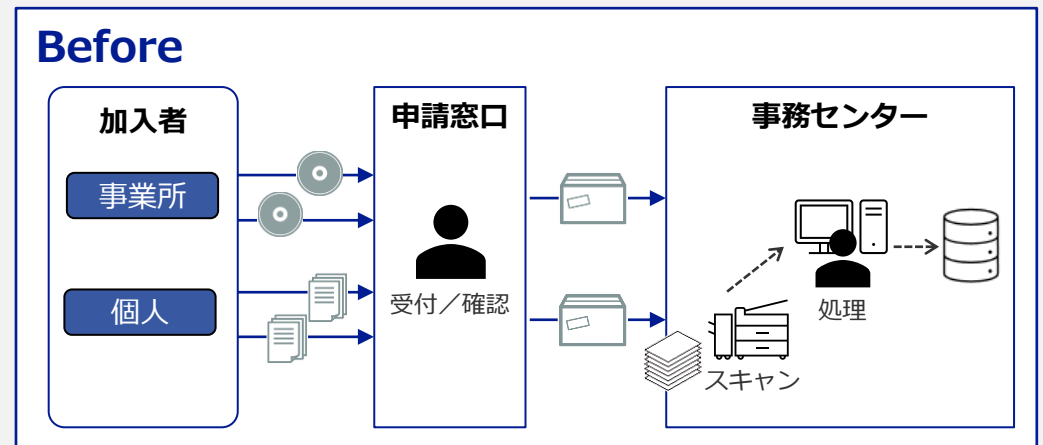 Before
加入者
事業所
個人
申請窓口
受付／確認
事務センター
処理
スキャン